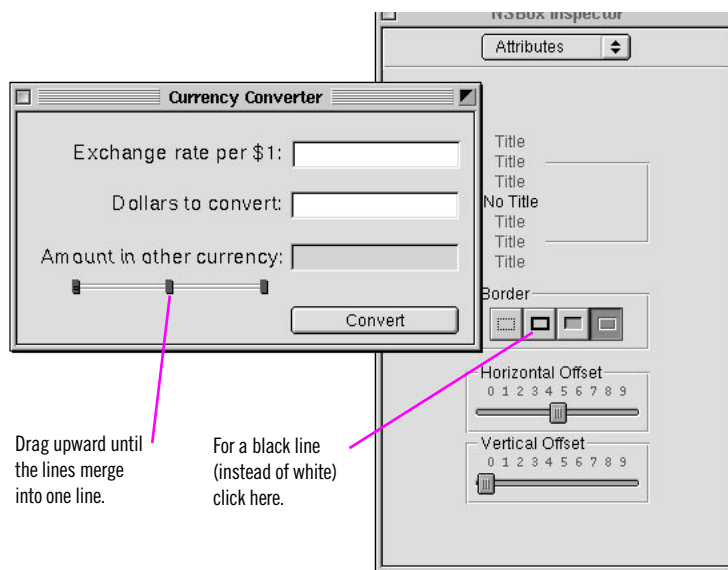 NSBox Inspector
Attributes
Currency Converter
Exchange rate per $1:
Dollars to convert:
Amount in other currency:
Convert
Title
Title
Title
No Title
Title
Title
Title
Border
Horizontal Offset
0 1 2 3 4 5 6 7 8 9
Vertical Offset
0 1 2 3 4 5 6 7 8 9
Drag upward until
the lines merge
into one line.
For a black line
(instead of white)
click here.